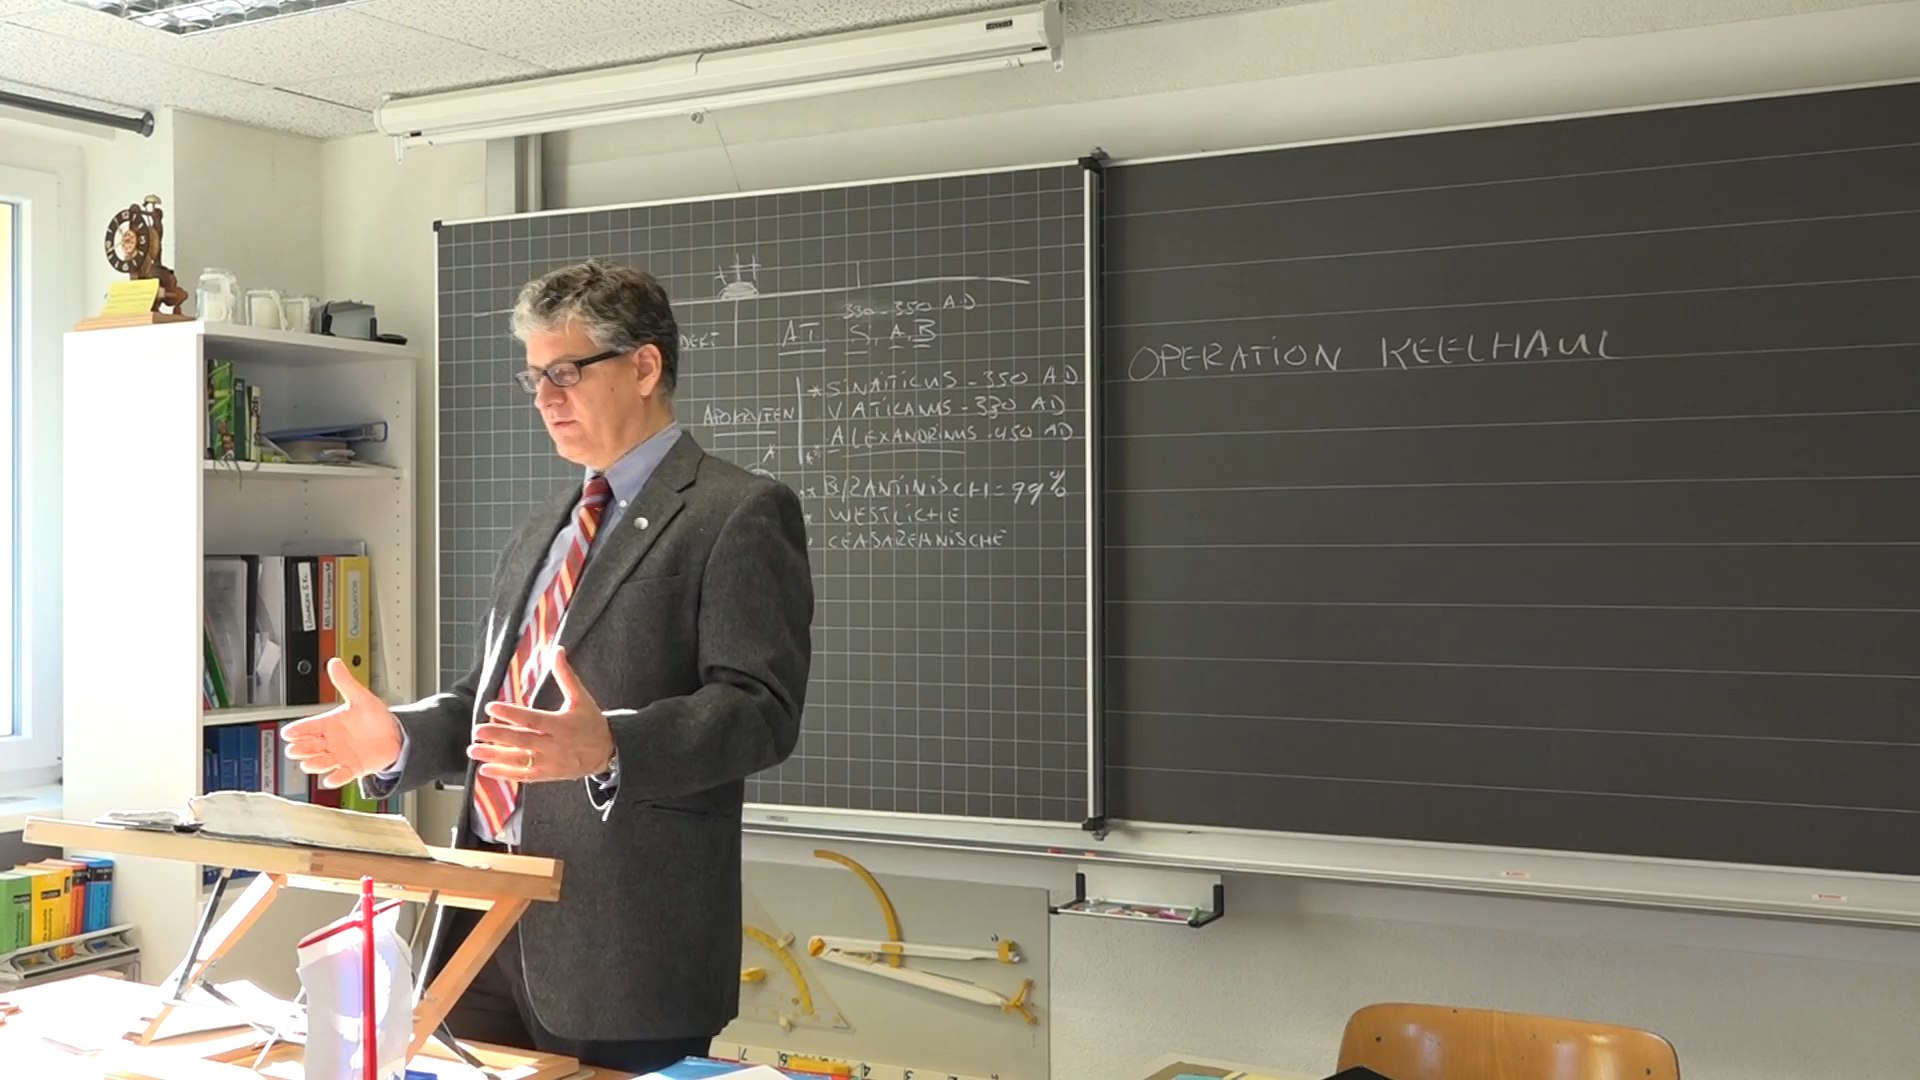 330-350 AD
DEKT AT S, A, B
* SINAITICUS - 350 AD
APOKRYFEN VATICANUS - 330 AD
ALEXANDRINUS - 450 AD
* BYZANTINISCH = 99%
* WESTLICHE
CEASAREANISCHE
OPERATION KEELHAUL